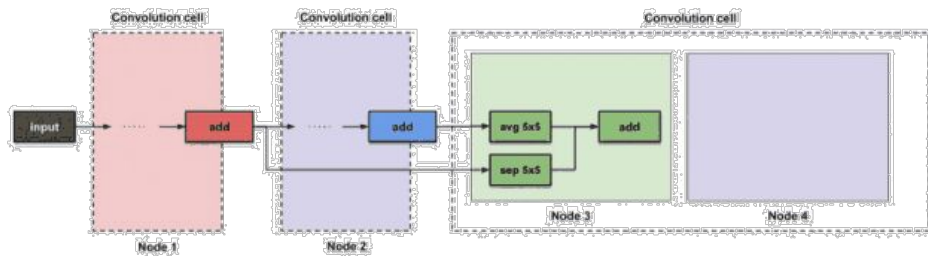 Convolution cell
Convolution cell
Convolution cell
input
.....
add
.....
add
avg 5x5
add
sep 5x5
Node 1
Node 2
Node 3
Node 4